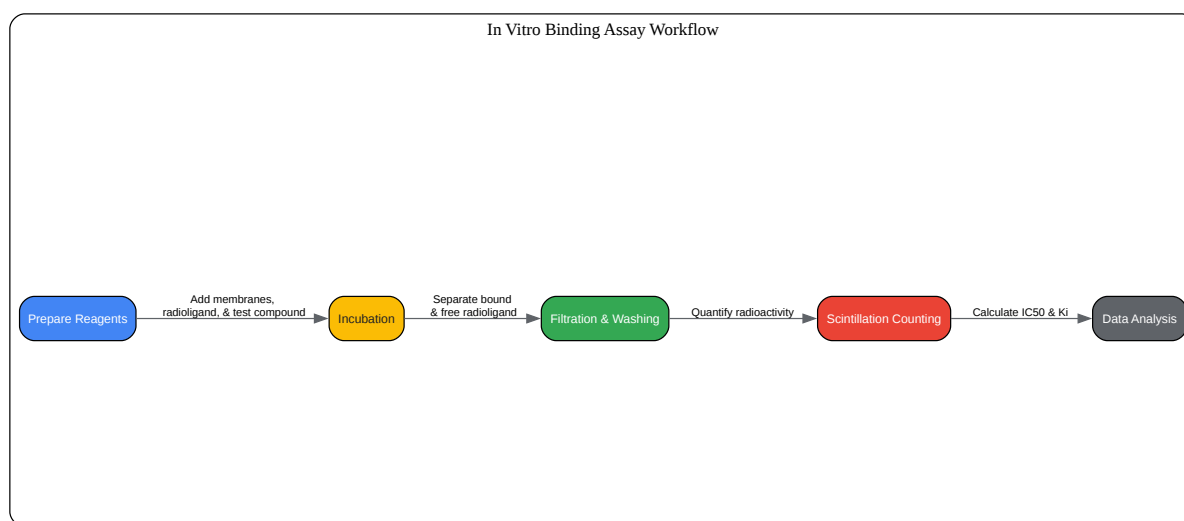 In Vitro Binding Assay Workflow
Prepare Reagents
Add membranes,
radioligand, & test compound
Incubation
Separate bound
& free radioligand
Filtration & Washing
Quantify radioactivity
Scintillation Counting
Calculate IC50 & Ki
Data Analysis